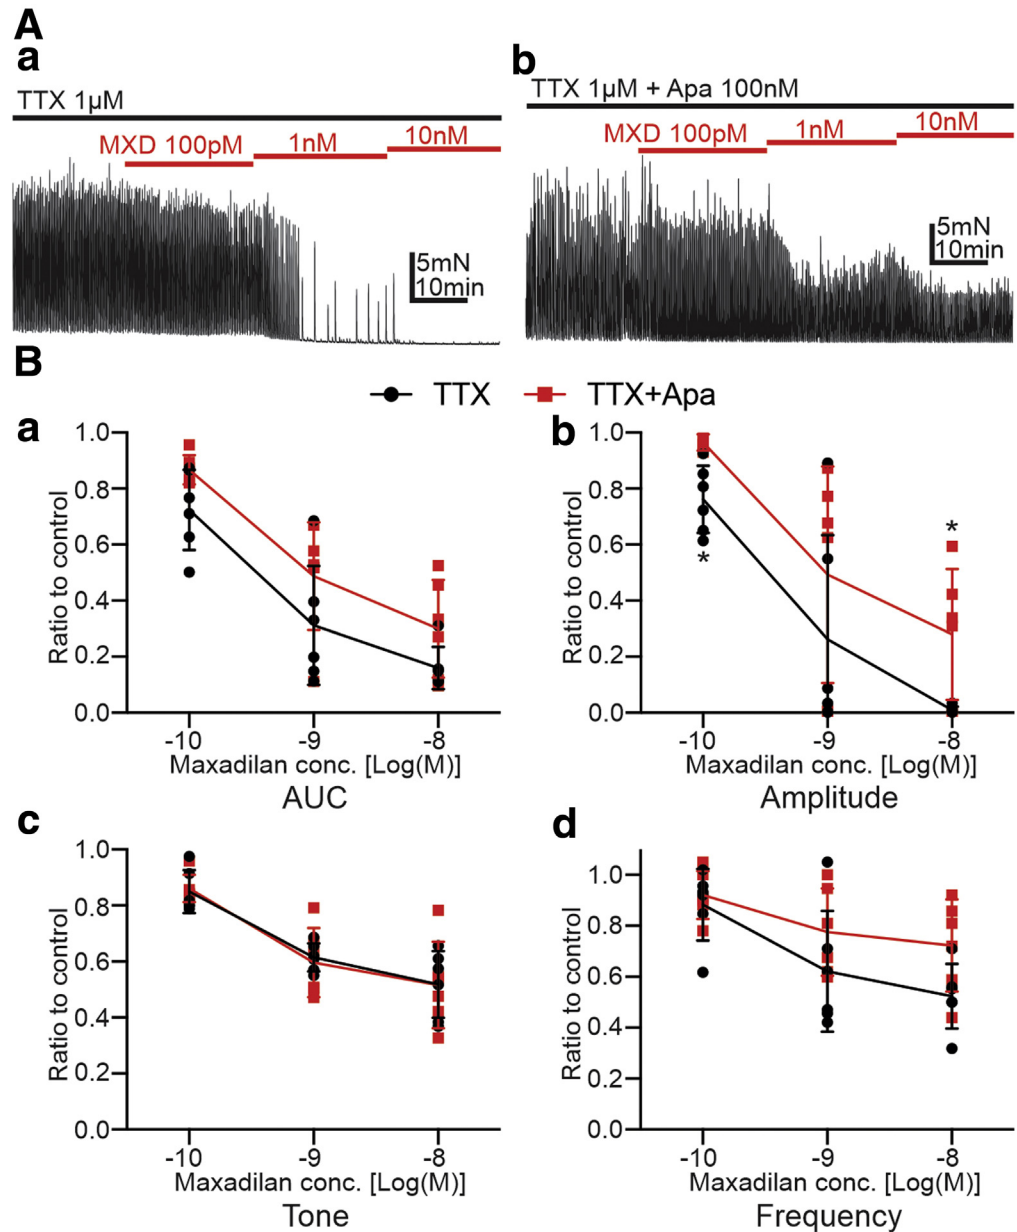 A
a
TTX 1μM
MXD 100pM
1nM
10nM
5mN
10min
b
TTX 1μM + Apa 100nM
MXD 100pM
1nM
10nM
5mN
10min
B
TTX
TTX+Apa
a
1.0
0.8
0.6
0.4
0.2
0.0
Ratio to control
-10
-9
-8
Maxadilan conc. [Log(M)]
AUC
b
1.0
0.8
0.6
0.4
0.2
0.0
Ratio to control
*
*
-10
-9
-8
Maxadilan conc. [Log(M)]
Amplitude
c
1.0
0.8
0.6
0.4
0.2
0.0
Ratio to control
-10
-9
-8
Maxadilan conc. [Log(M)]
Tone
d
1.0
0.8
0.6
0.4
0.2
0.0
Ratio to control
-10
-9
-8
Maxadilan conc. [Log(M)]
Frequency